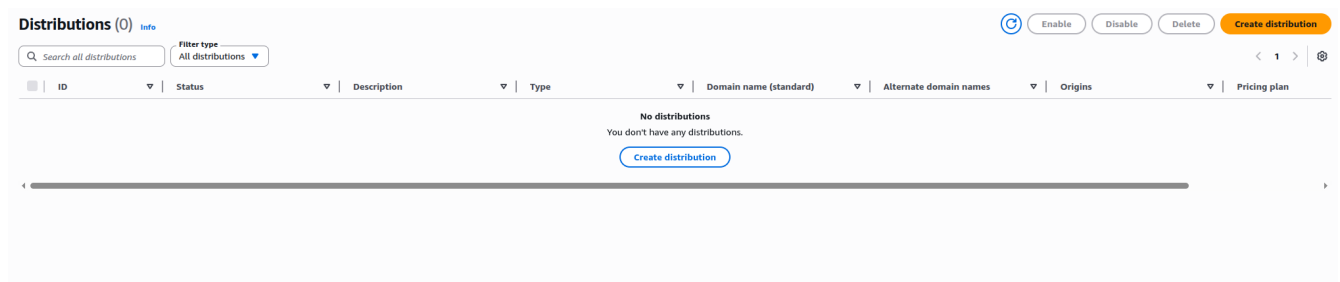 Distributions (0) Info
Enable Disable Delete Create distribution
Search all distributions
Filter type
All distributions
1
ID Status Description Type Domain name (standard) Alternate domain names Origins Pricing plan
No distributions
You don't have any distributions.
Create distribution